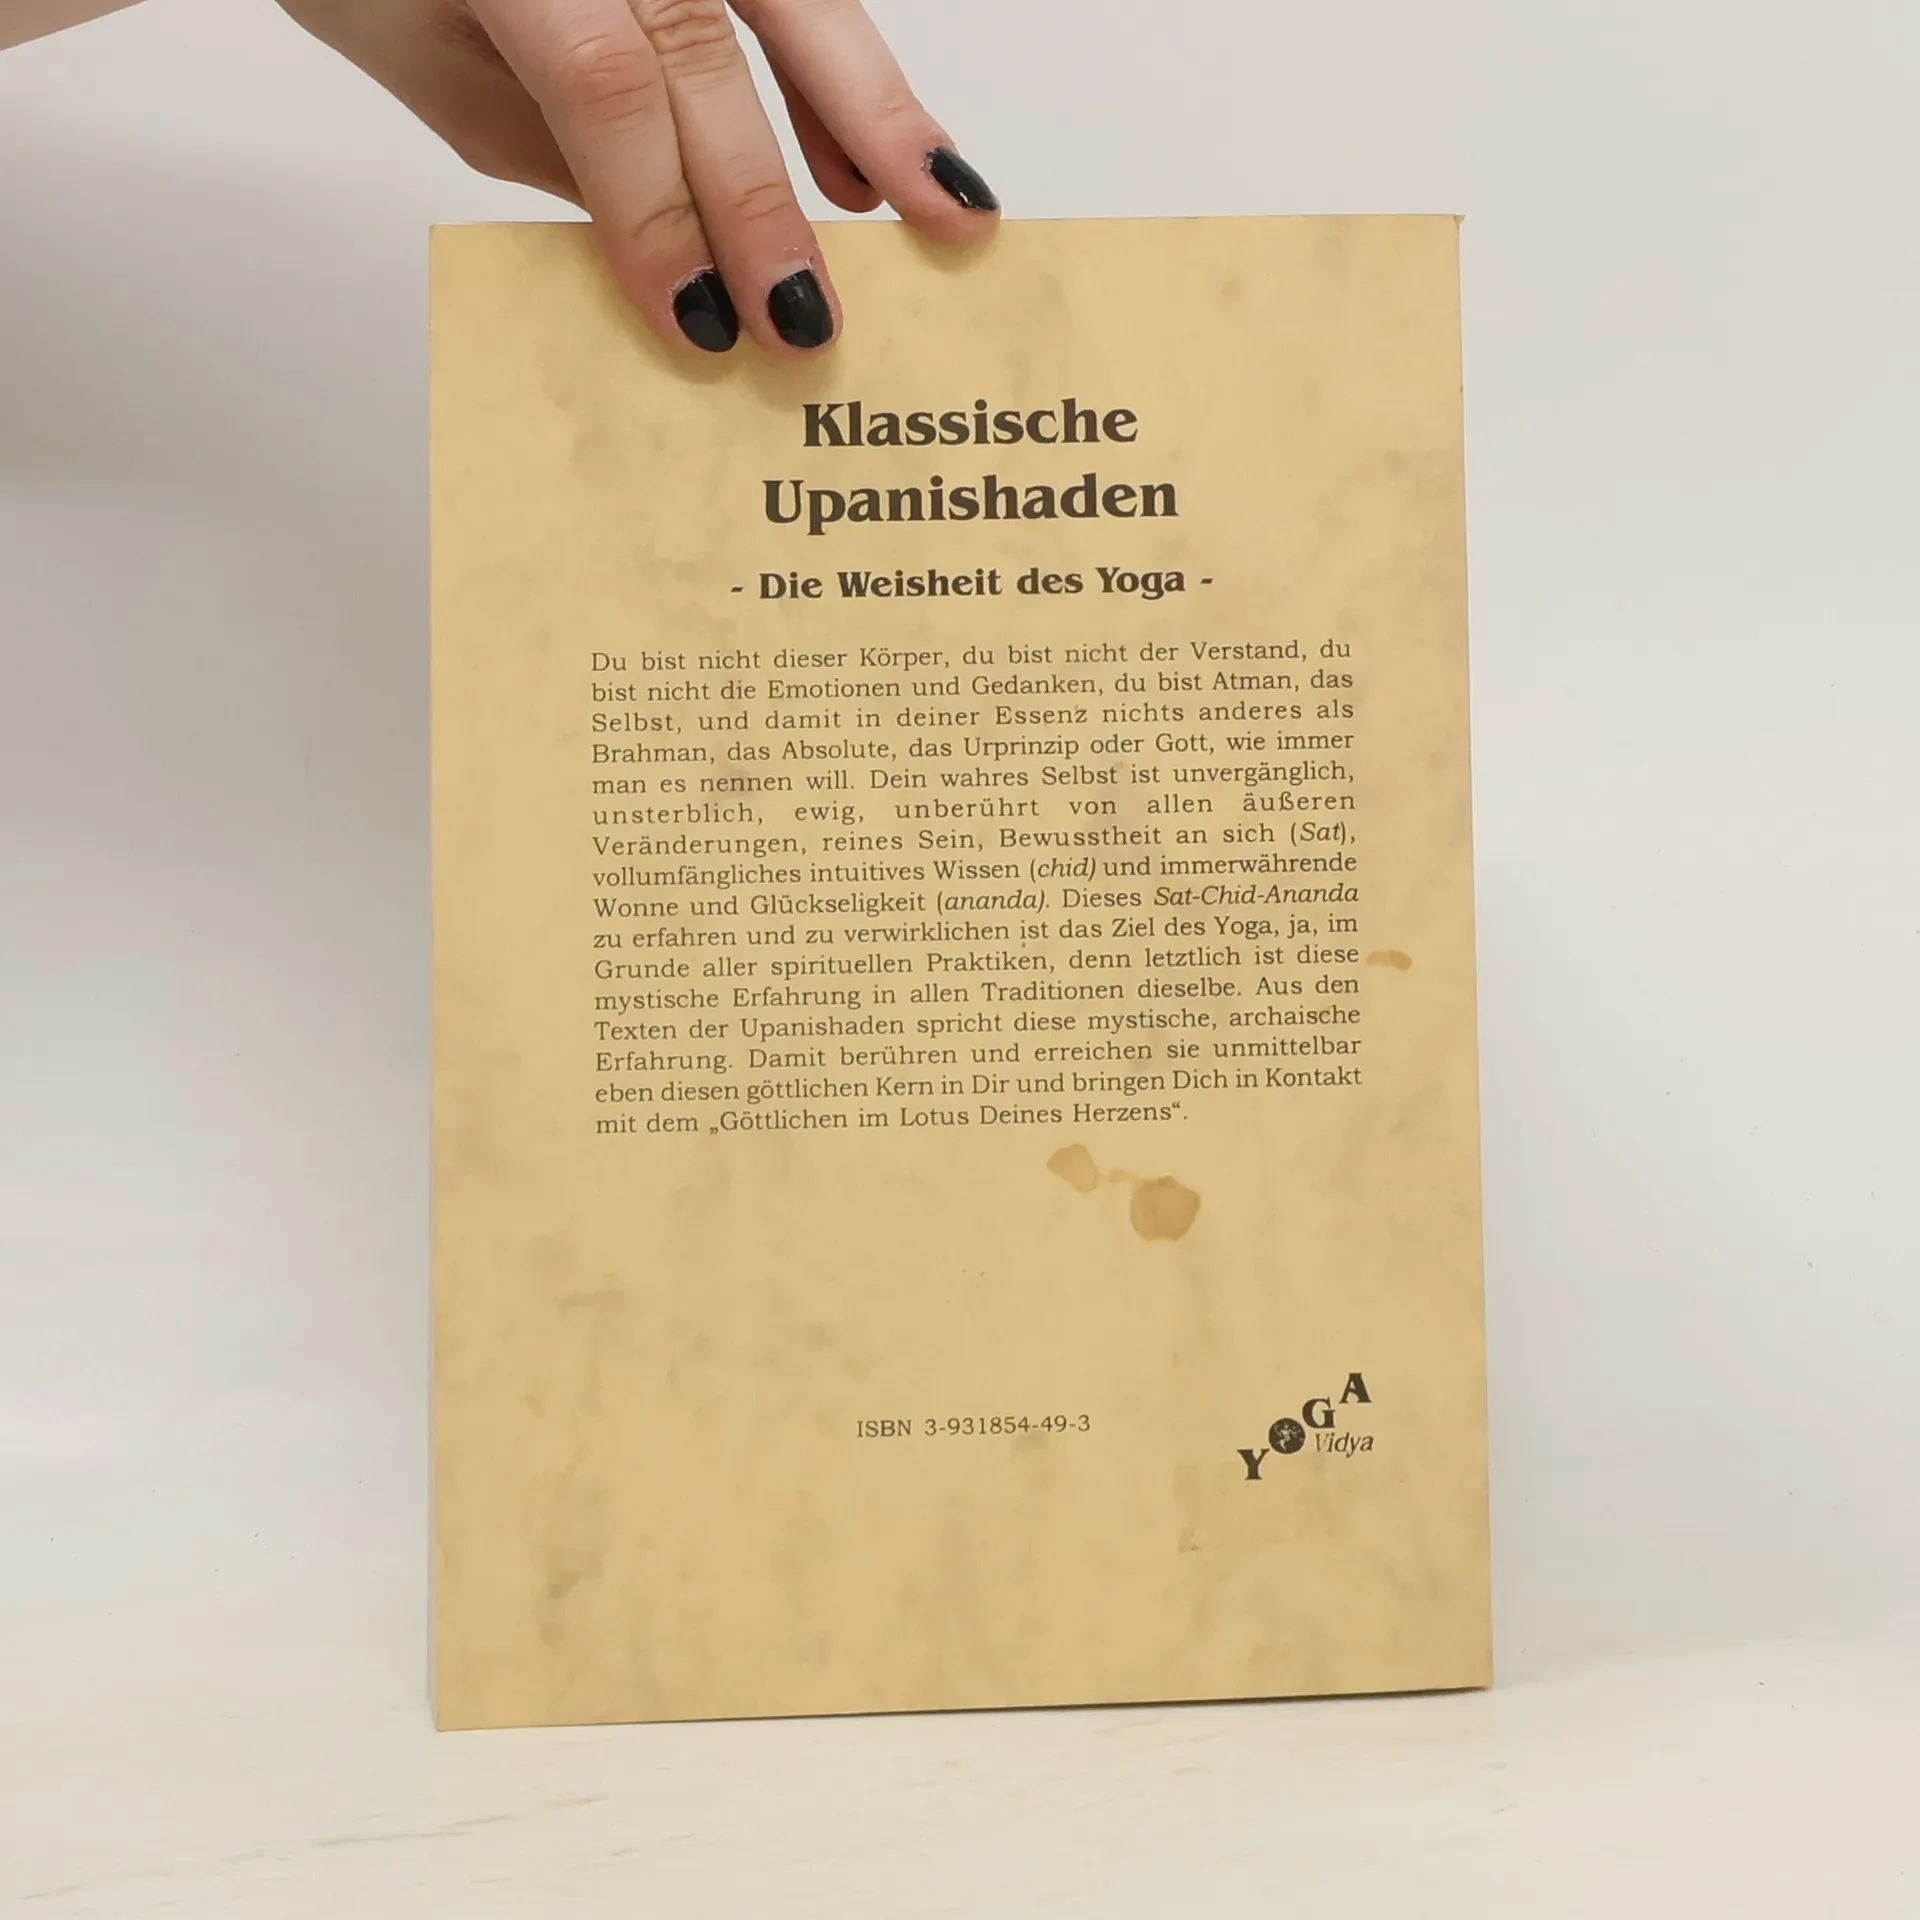 Klassische
Upanishaden
- Die Weisheit des Yoga -
Du bist nicht dieser Körper, du bist nicht der Verstand, du
bist nicht die Emotionen und Gedanken, du bist Atman, das
Selbst, und damit in deiner Essenz nichts anderes als
Brahman, das Absolute, das Urprinzip oder Gott, wie immer
man es nennen will. Dein wahres Selbst ist unvergänglich,
unsterblich, ewig, unberührt von allen äußeren
Veränderungen, reines Sein, Bewusstheit an sich (Sat),
vollumfängliches intuitives Wissen (chid) und immerwährende
Wonne und Glückseligkeit (ananda). Dieses Sat-Chid-Ananda
zu erfahren und zu verwirklichen ist das Ziel des Yoga, ja, im
Grunde aller spirituellen Praktiken, denn letztlich ist diese
mystische Erfahrung in allen Traditionen dieselbe. Aus den
Texten der Upanishaden spricht diese mystische, archaische
Erfahrung. Damit berühren und erreichen sie unmittelbar
eben diesen göttlichen Kern in Dir und bringen Dich in Kontakt
mit dem „Göttlichen im Lotus Deines Herzens“.
ISBN 3-931854-49-3
YOGA
Vidya